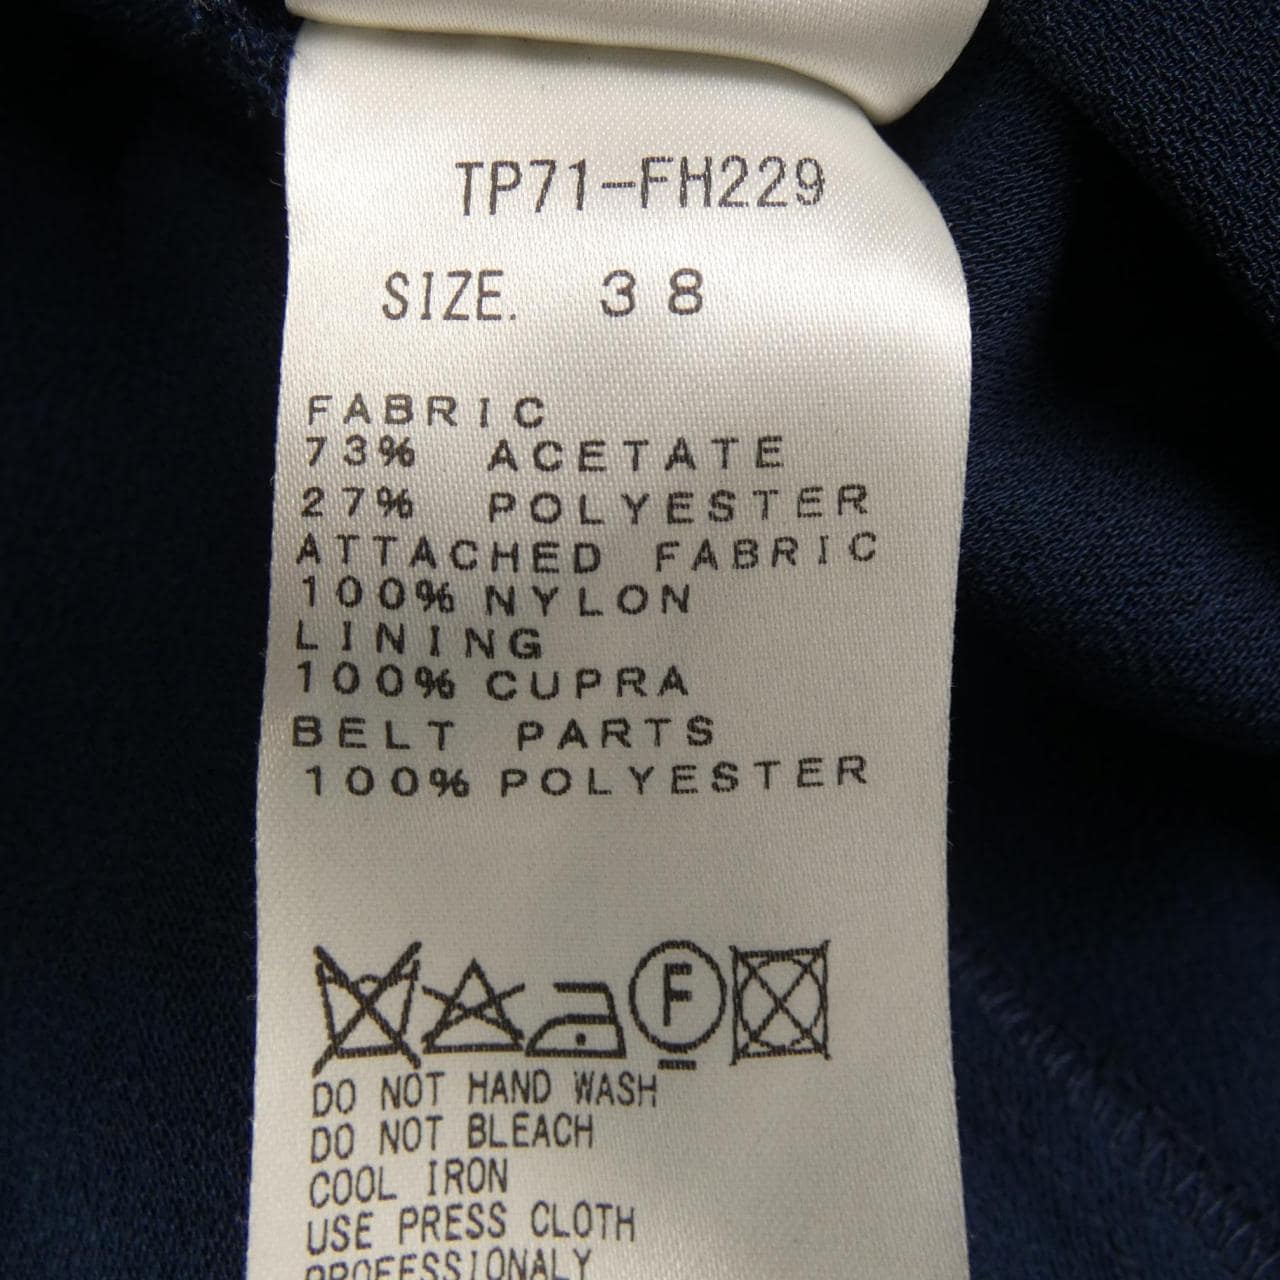 TP71-FH229
SIZE. 38
FABRIC
73% ACETATE
27% POLYESTER
ATTACHED FABRIC
100% NYLON
LINING
100% CUPRA
BELT PARTS
100% POLYESTER
F
DO NOT HAND WASH
DO NOT BLEACH
COOL IRON
USE PRESS CLOTH
PROFESSIONALY